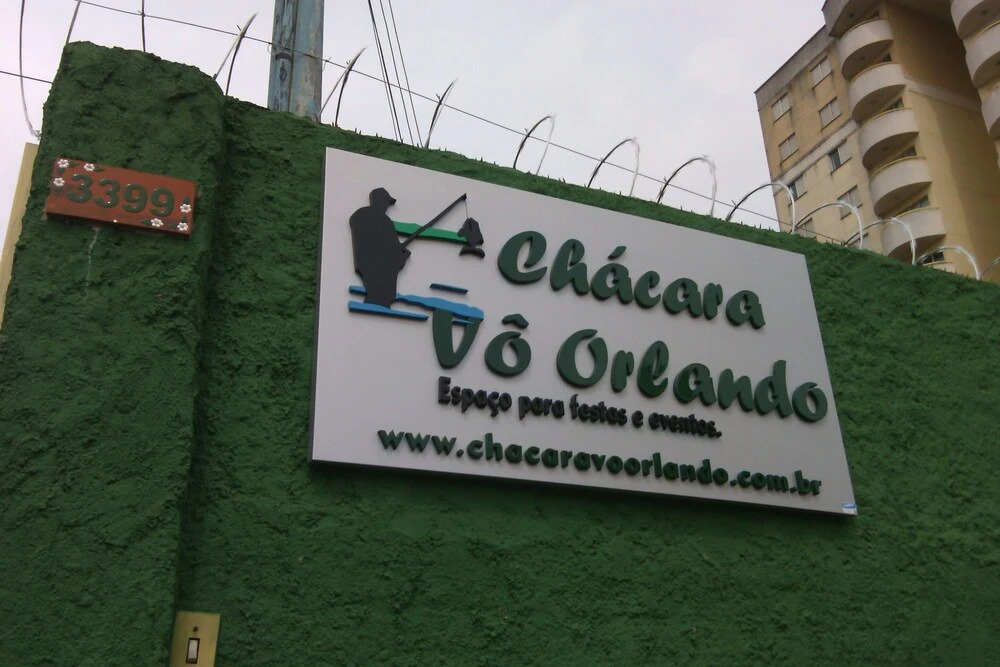 3399
Chácara
Vô Orlando
Espaço para festas e eventos.
www.chacaravoorlando.com.br